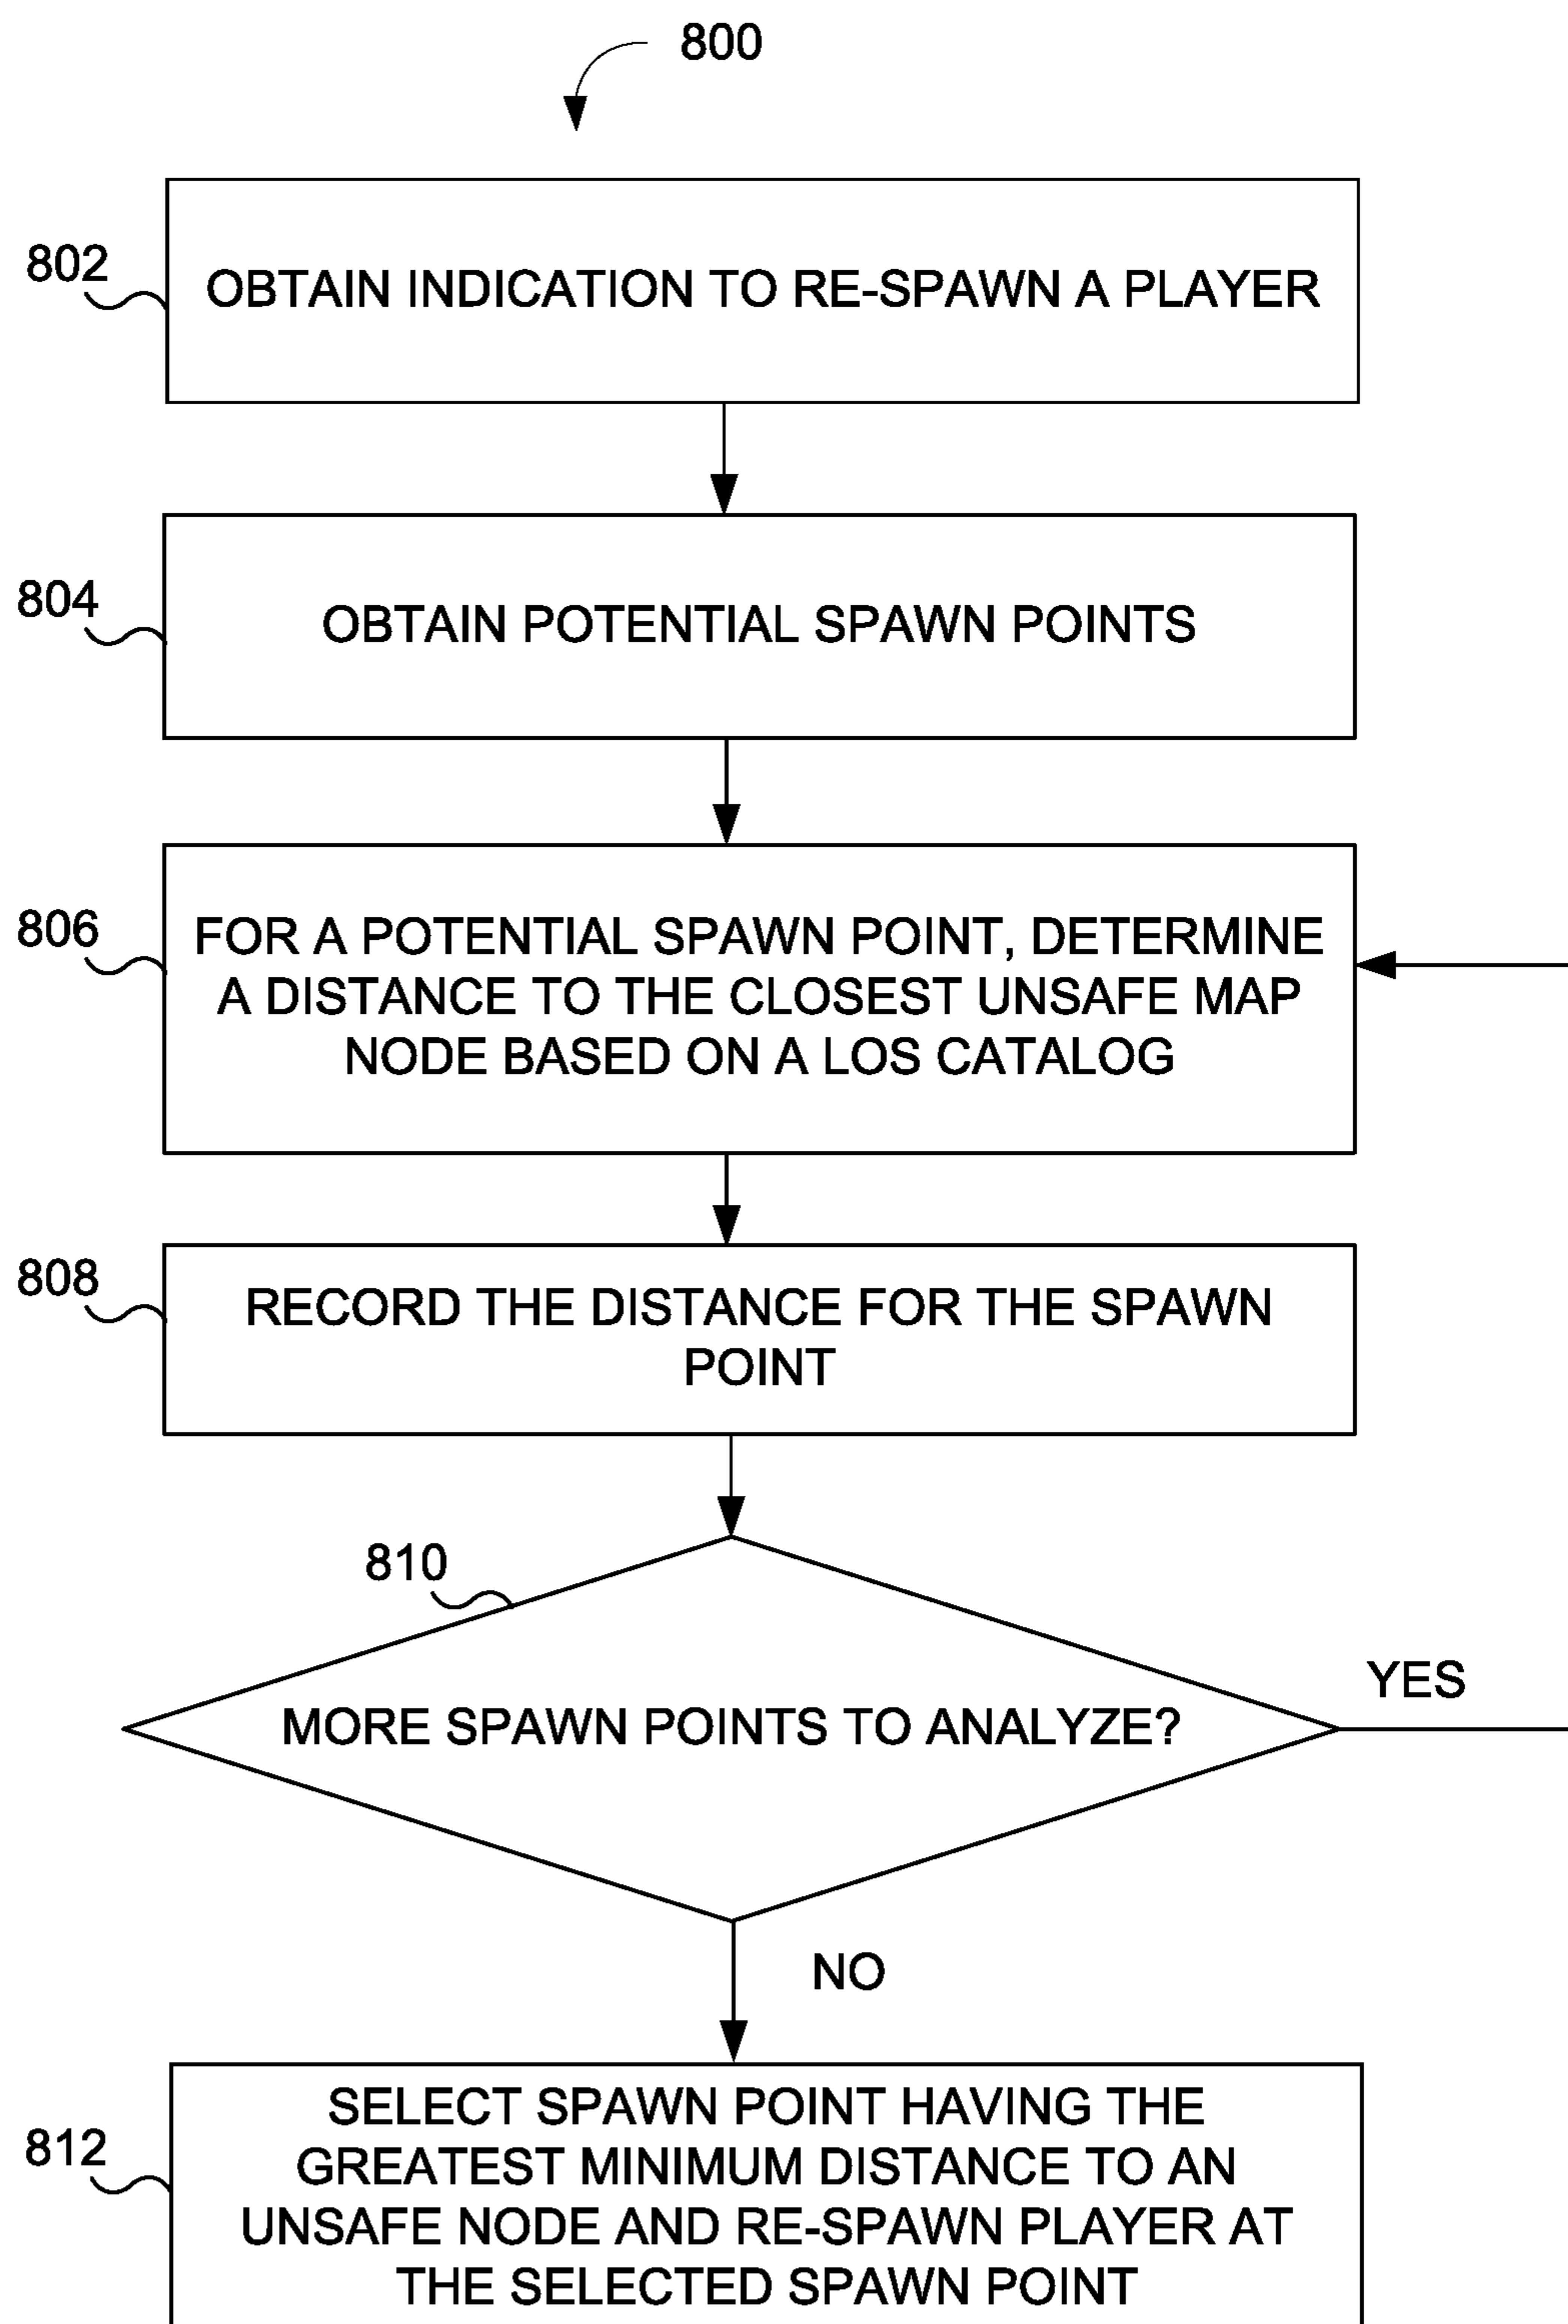 800
802
OBTAIN INDICATION TO RE-SPAWN A PLAYER
804
OBTAIN POTENTIAL SPAWN POINTS
806
FOR A POTENTIAL SPAWN POINT, DETERMINE
A DISTANCE TO THE CLOSEST UNSAFE MAP
NODE BASED ON A LOS CATALOG
808
RECORD THE DISTANCE FOR THE SPAWN
POINT
810
MORE SPAWN POINTS TO ANALYZE?
YES
NO
812
SELECT SPAWN POINT HAVING THE
GREATEST MINIMUM DISTANCE TO AN
UNSAFE NODE AND RE-SPAWN PLAYER AT
THE SELECTED SPAWN POINT